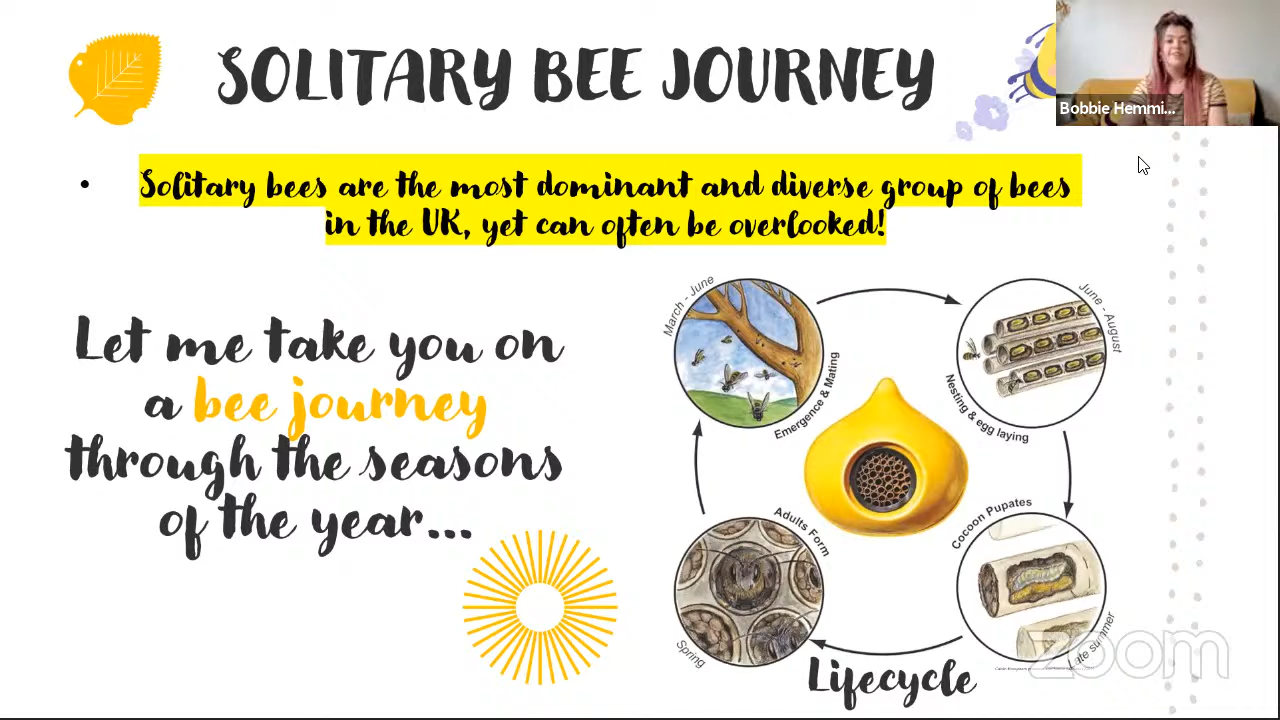 SOLITARY BEE JOURNEY
Bobbie Hemmi...
• Solitary bees are the most dominant and diverse group of bees
in the UK, yet can often be overlooked!
Let me take you on
a bee journey
through the seasons
of the year...
March - June
Emergence & Mating
June - August
Nesting & egg laying
Cocoon Pupates
Late summer
Adults Form
Spring
Lifecycle
zoom